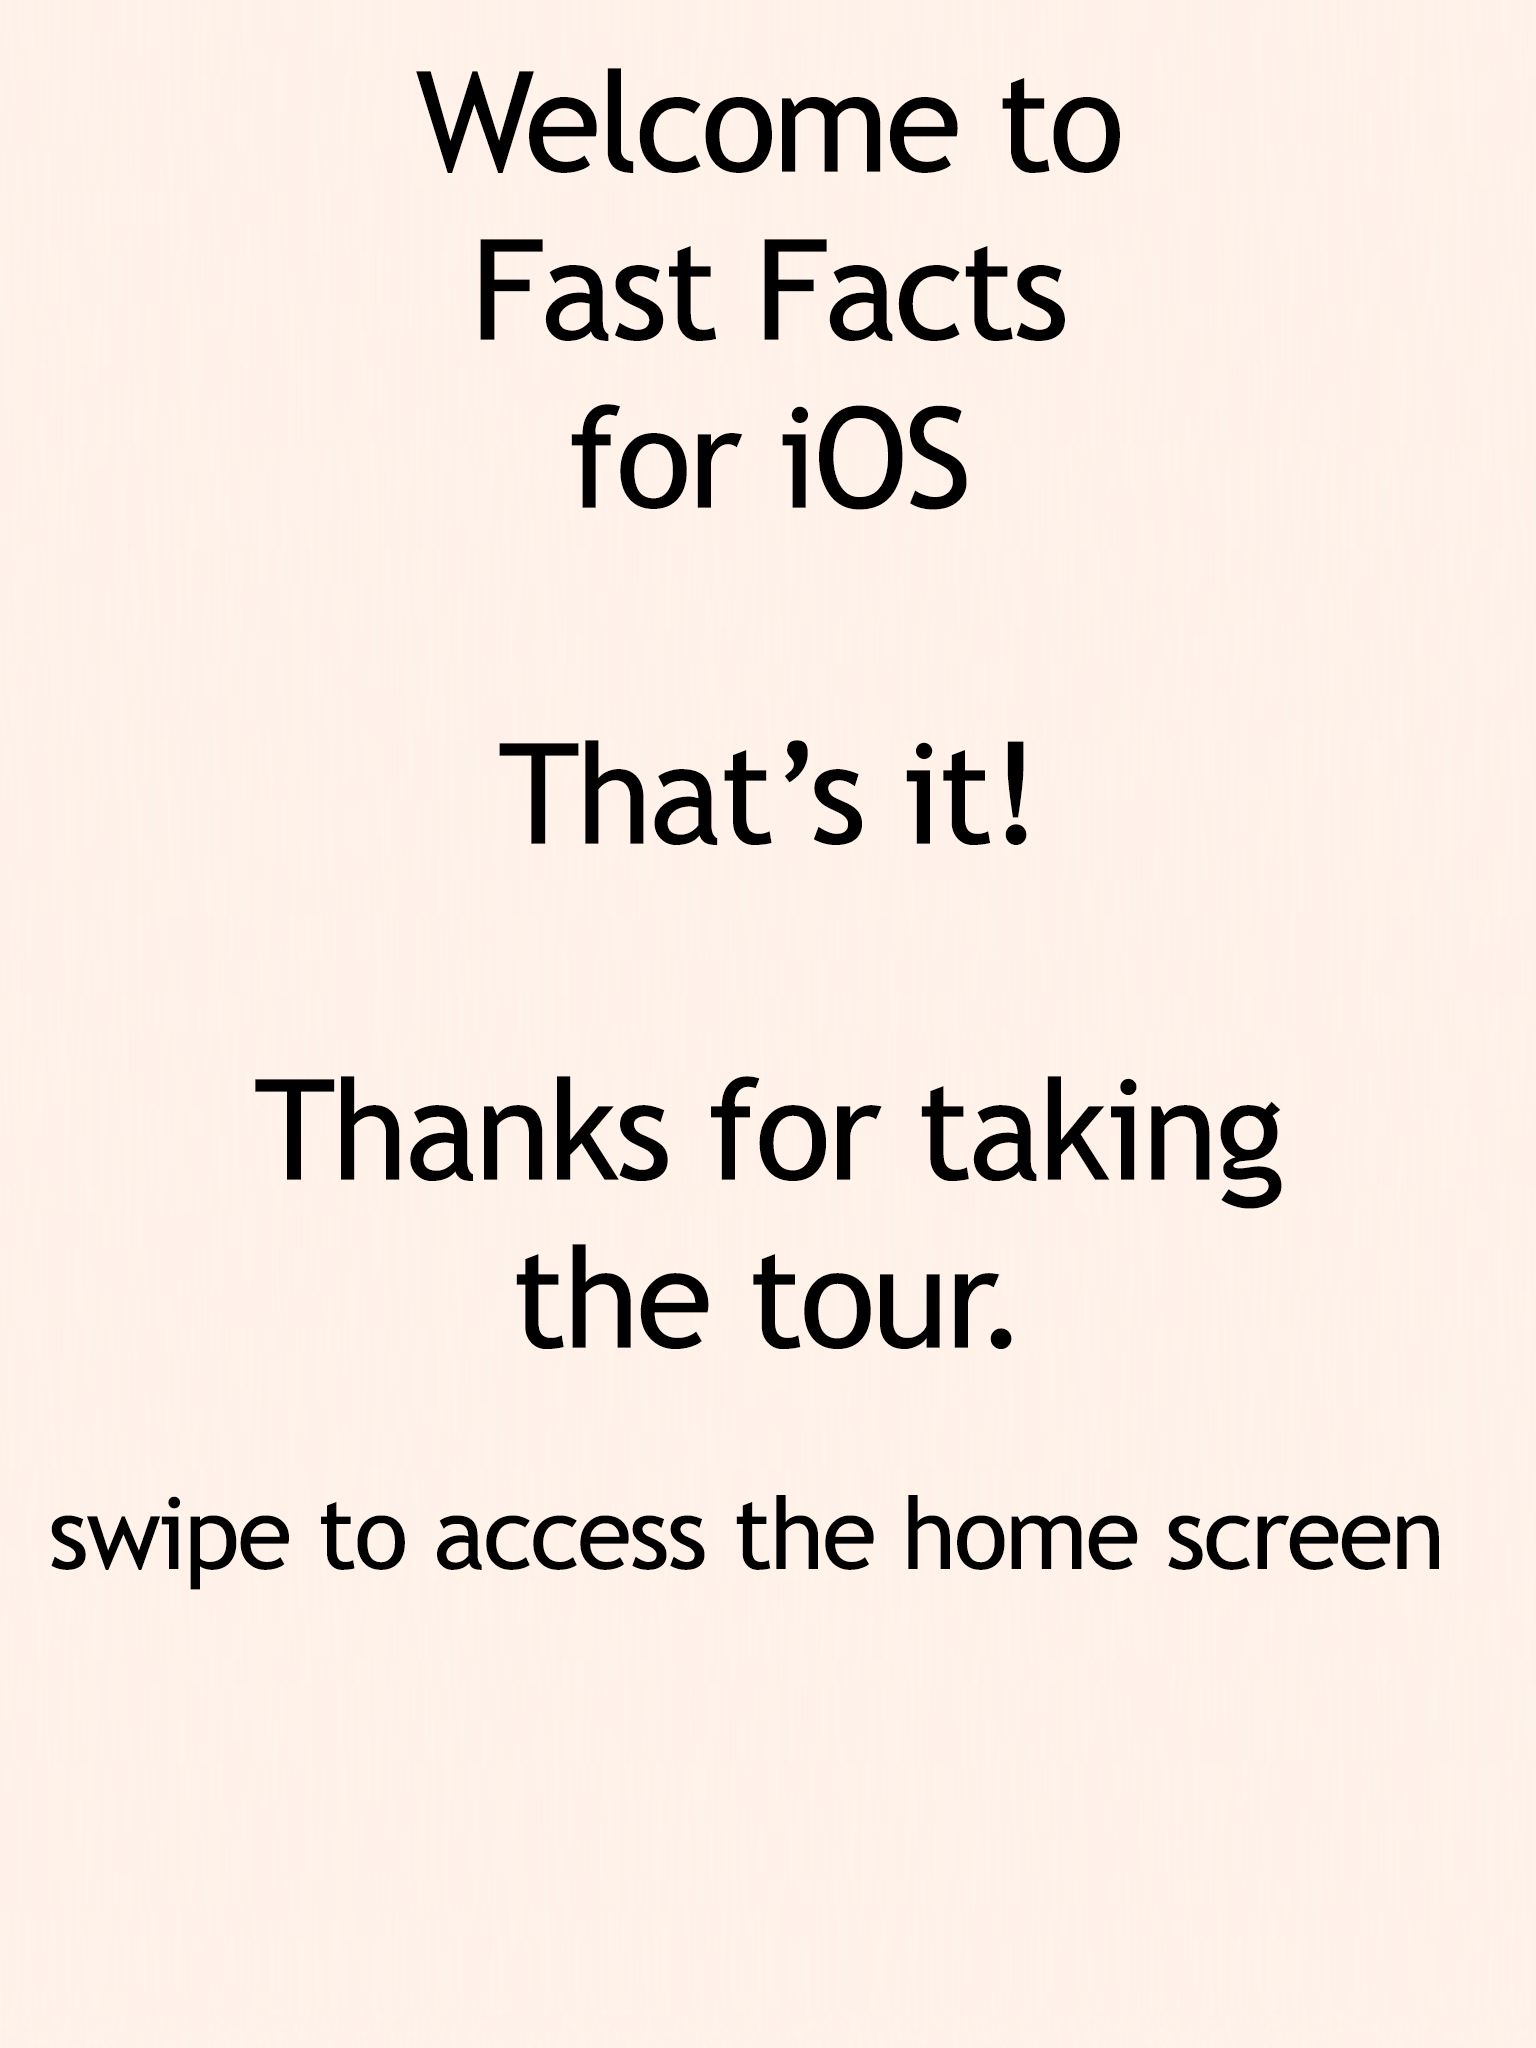 Welcome to
Fast Facts
for iOS
That’s it!
Thanks for taking
the tour.
swipe to access the home screen